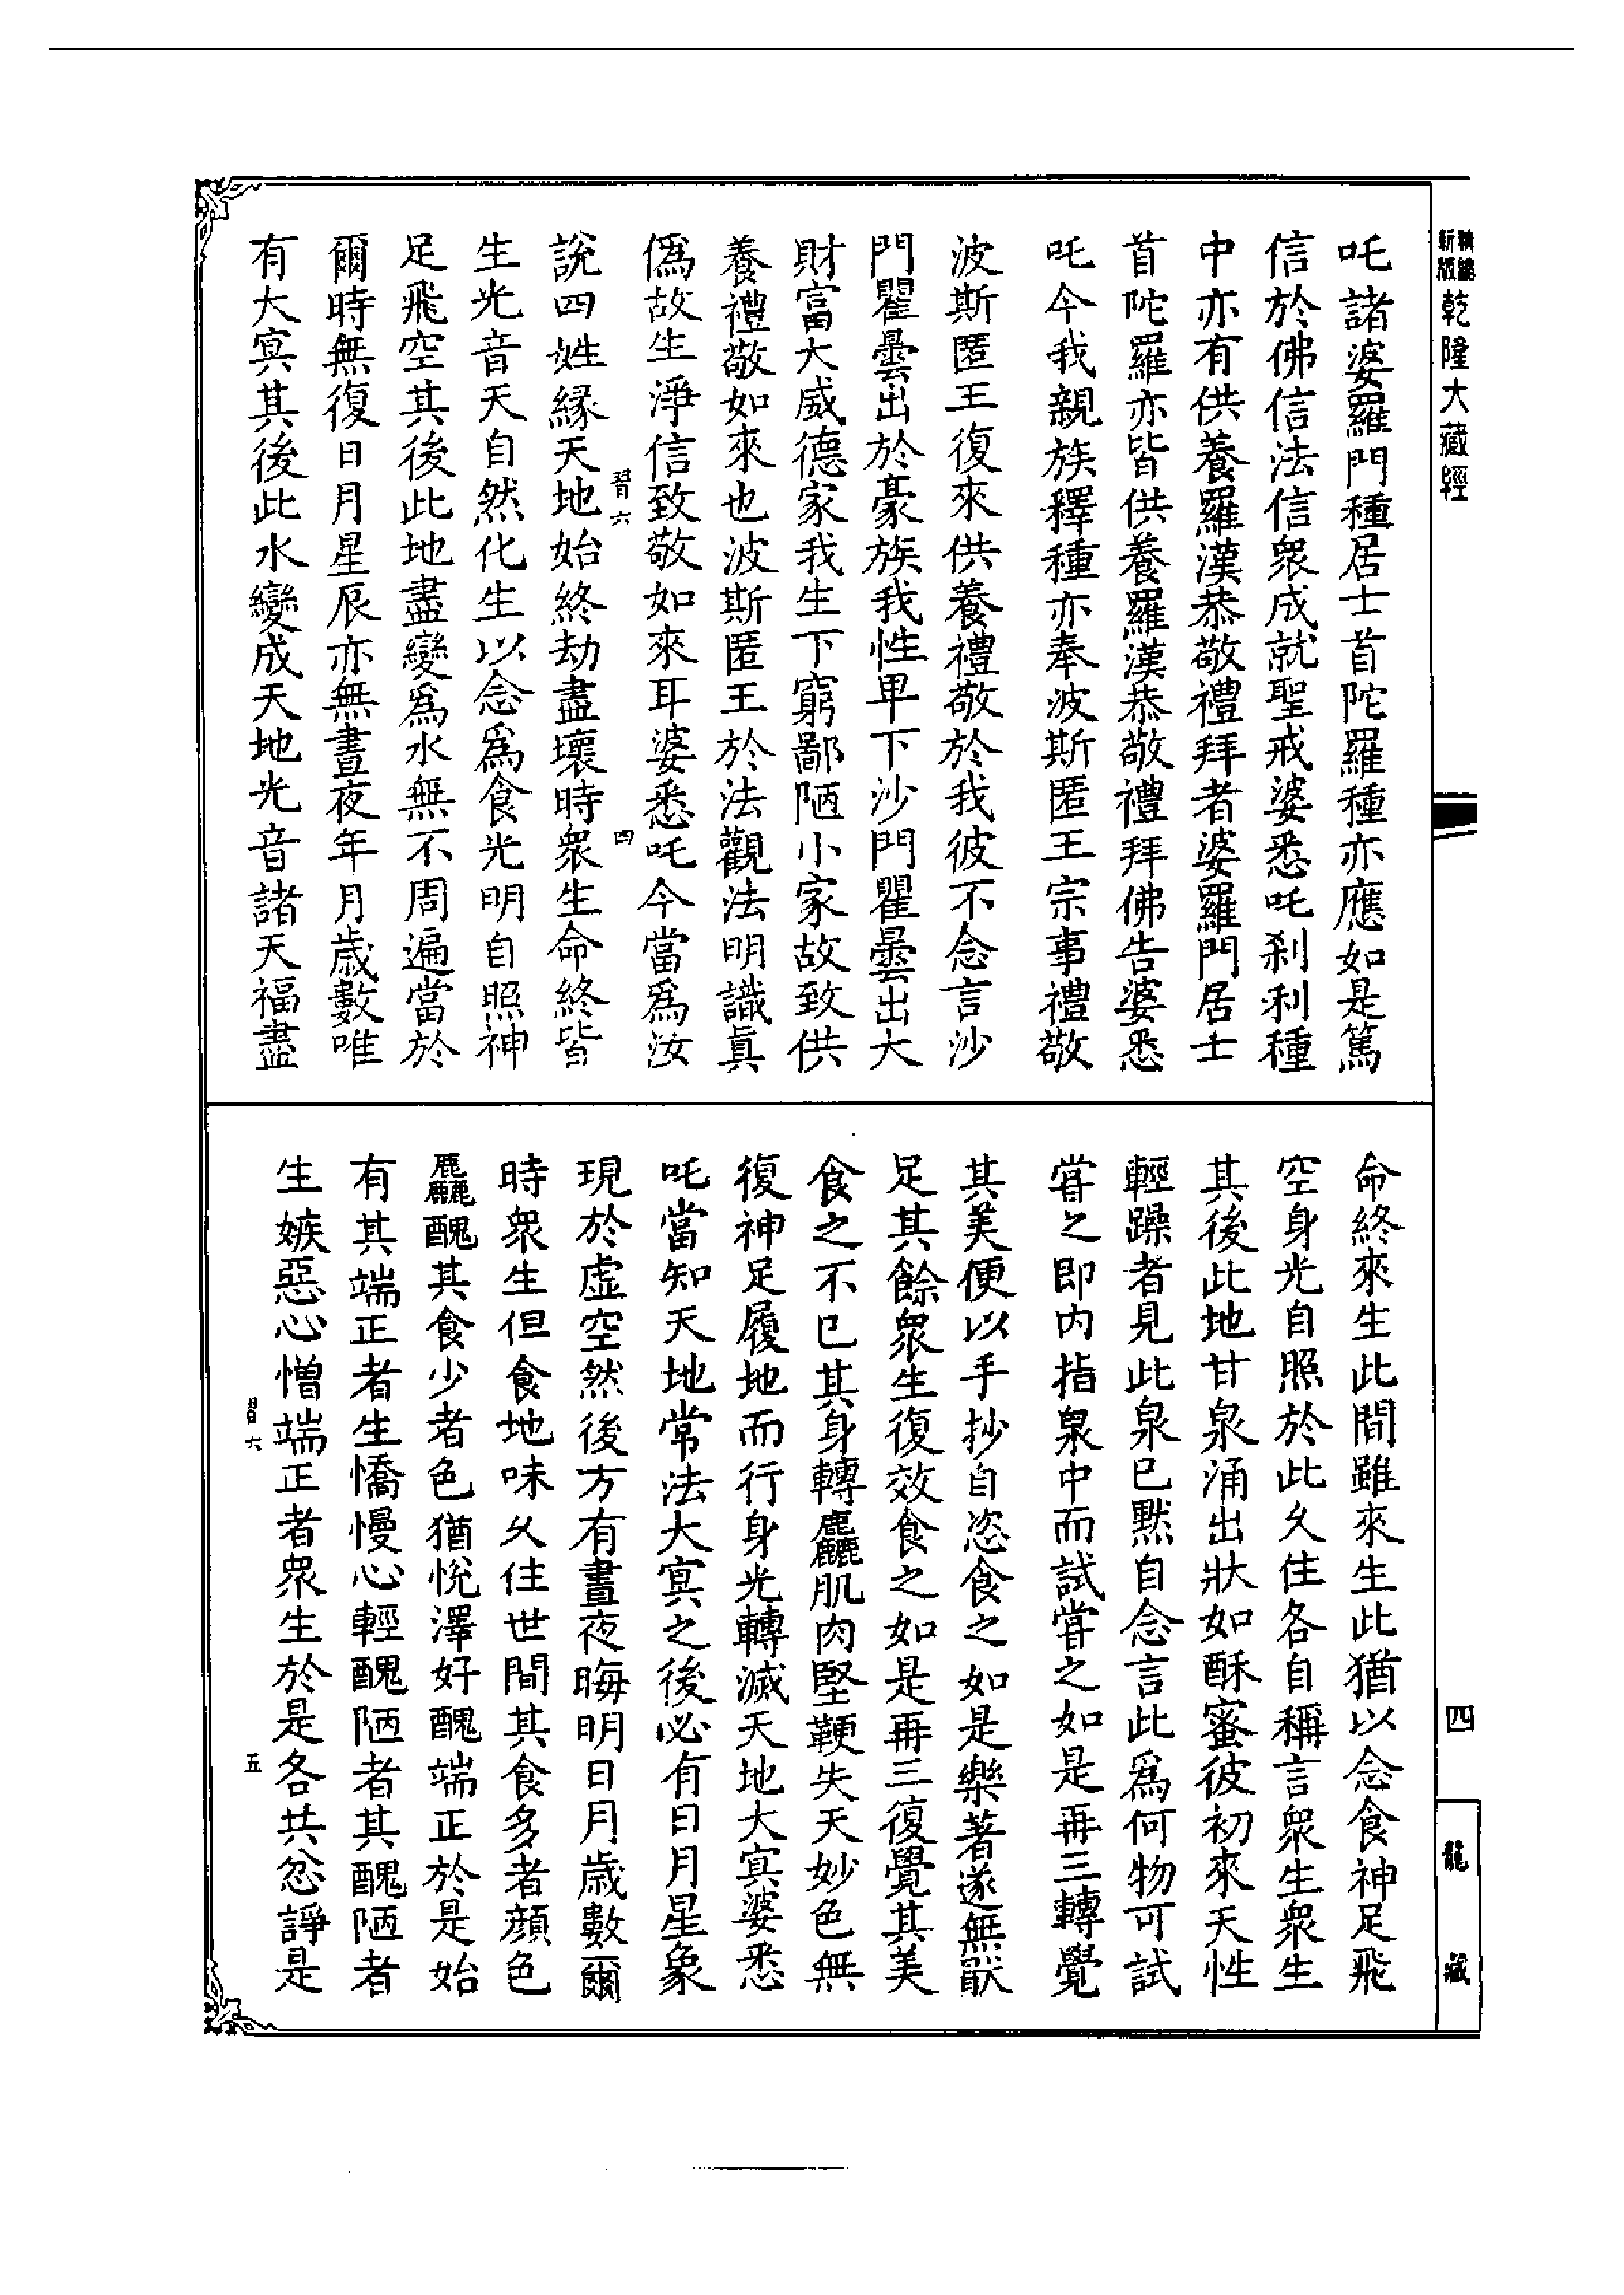 精縮新版乾隆大藏經
吒諸婆羅門種居士首陀羅種亦應如是篤
信於佛信法信衆成就聖戒婆悉吒刹利種
中亦有供養羅漢恭敬禮拜者婆羅門居士
首陀羅亦皆供養羅漢恭敬禮拜佛告婆悉
吒今我親族釋種亦奉波斯匿王宗事禮敬
波斯匿王復來供養禮敬於我彼不念言沙
門瞿曇出於豪族我性卑下沙門瞿曇出大
財富大威德家我生下窮鄙陋小家故致供
養禮敬如來也波斯匿王於法觀法明識眞
僞故生淨信致敬如來耳婆悉吒今當爲汝
習六
四
說四姓緣天地始終劫盡壞時衆生命終皆
生光音天自然化生以念爲食光明自照神
足飛空其後此地盡變爲水無不周遍當於
爾時無復日月星辰亦無晝夜年月歲數唯
有大冥其後此水變成天地光音諸天福盡
命終來生此間雖來生此猶以念食神足飛
空身光自照於此久住各自稱言衆生衆生
其後此地甘泉涌出狀如酥蜜彼初來天性
輕躁者見此泉已黙自念言此爲何物可試
甞之即内指泉中而試甞之如是再三轉覺
其美便以手抄自恣食之如是樂著遂無猒
足其餘衆生復效食之如是再三復覺其美
食之不已其身轉麤肌肉堅鞕失天妙色無
復神足履地而行身光轉滅天地大冥婆悉
吒當知天地常法大冥之後必有日月星象
現於虛空然後方有晝夜晦明日月歲數爾
時衆生但食地味久住世間其食多者顔色
麤醜其食少者色猶悅澤好醜端正於是始
有其端正者生憍慢心輕醜陋者其醜陋者
生嫉惡心憎端正者衆生於是各共忿諍是
習六
五
四
龍藏